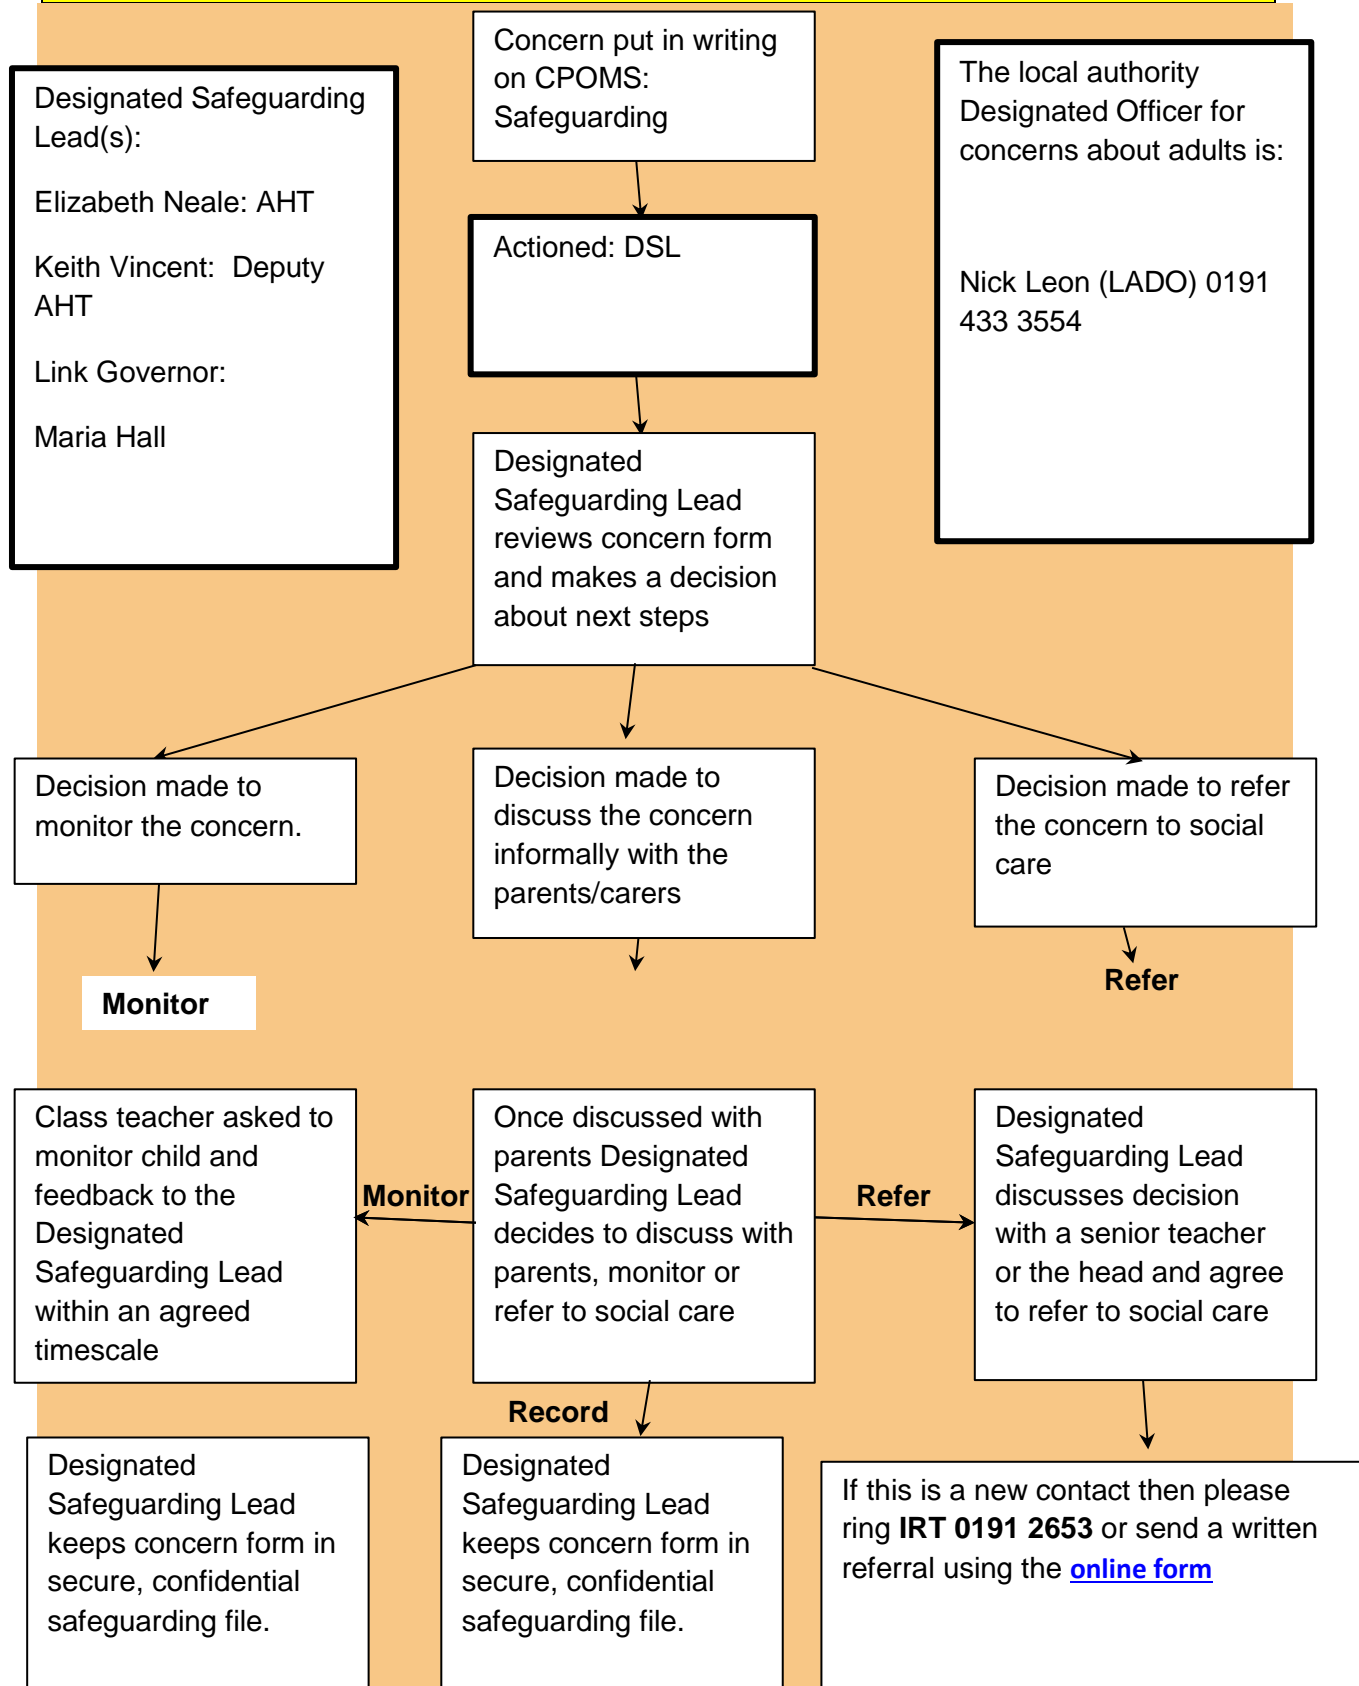 Concern put in writing
on CPOMS:
Safeguarding
Designated Safeguarding
Lead(s):
Elizabeth Neale: AHT
Keith Vincent:  Deputy
AHT
Link Governor:
Maria Hall
The local authority
Designated Officer for
concerns about adults is:
Nick Leon (LADO) 0191
433 3554
Actioned: DSL
Designated
Safeguarding Lead
reviews concern form
and makes a decision
about next steps
Decision made to
monitor the concern.
Decision made to
discuss the concern
informally with the
parents/carers
Decision made to refer
the concern to social
care
Monitor
Refer
Class teacher asked to
monitor child and
feedback to the
Designated
Safeguarding Lead
within an agreed
timescale
Monitor
Once discussed with
parents Designated
Safeguarding Lead
decides to discuss with
parents, monitor or
refer to social care
Refer
Designated
Safeguarding Lead
discusses decision
with a senior teacher
or the head and agree
to refer to social care
Record
Designated
Safeguarding Lead
keeps concern form in
secure, confidential
safeguarding file.
Designated
Safeguarding Lead
keeps concern form in
secure, confidential
safeguarding file.
If this is a new contact then please
ring IRT 0191 2653 or send a written
referral using the online form